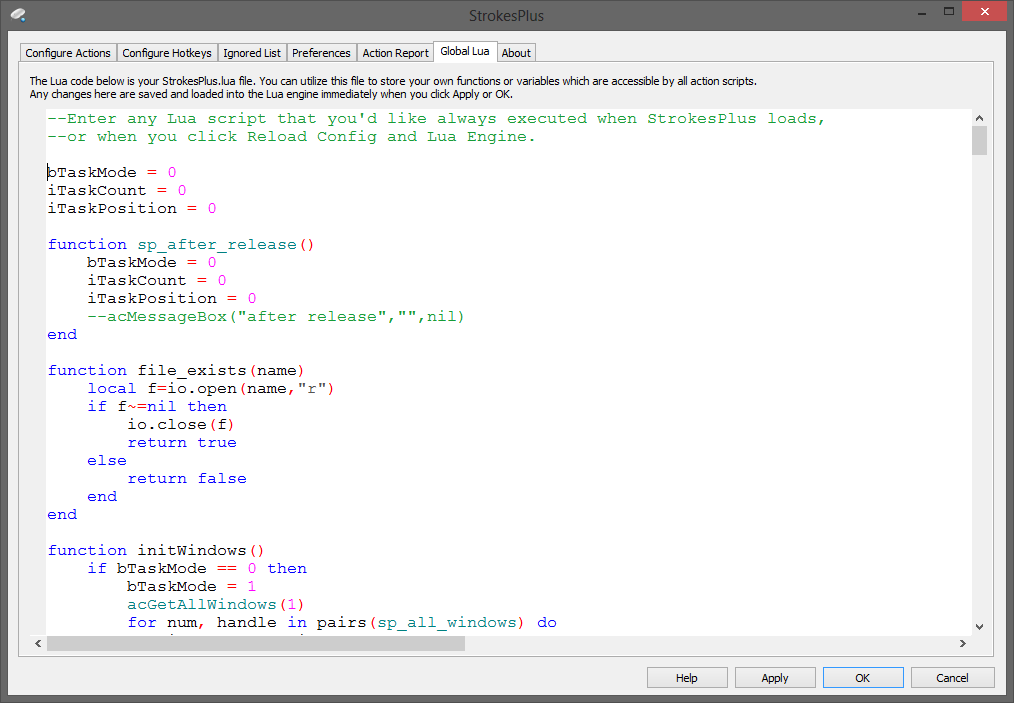 StrokesPlus
Configure Actions Configure Hotkeys Ignored List Preferences Action Report Global Lua About
The Lua code below is your StrokesPlus.lua file. You can utilize this file to store your own functions or variables which are accessible by all action scripts.
Any changes here are saved and loaded into the Lua engine immediately when you click Apply or OK.
--Enter any Lua script that you'd like always executed when StrokesPlus loads,
--or when you click Reload Config and Lua Engine.
bTaskMode = 0
iTaskCount = 0
iTaskPosition = 0
function sp_after_release()
    bTaskMode = 0
    iTaskCount = 0
    iTaskPosition = 0
    --acMessageBox("after release","",nil)
end
function file_exists(name)
    local f=io.open(name,"r")
    if f~=nil then
        io.close(f)
        return true
    else
        return false
    end
end
function initWindows()
    if bTaskMode == 0 then
        bTaskMode = 1
        acGetAllWindows(1)
        for num, handle in pairs(sp_all_windows) do
Help Apply OK Cancel